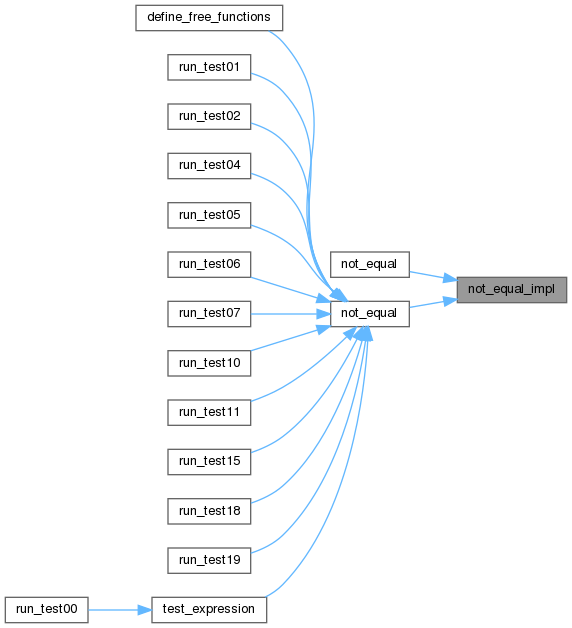 define_free_functions
run_test01
run_test02
run_test04
run_test05
run_test06
not_equal
not_equal_impl
run_test07
not_equal
run_test10
run_test11
run_test15
run_test18
run_test19
run_test00
test_expression